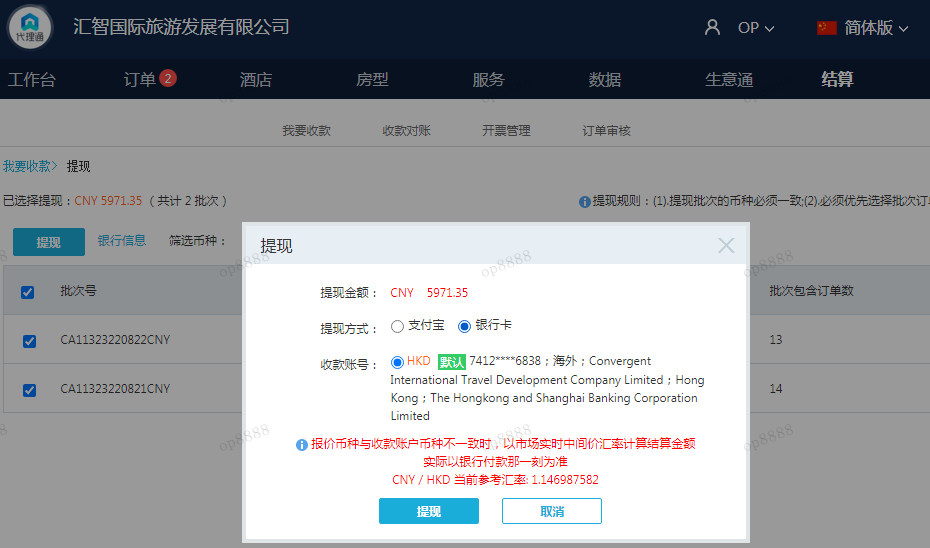 代理通
汇智国际旅游发展有限公司
OP
简体版
工作台 订单 2 酒店 房型 服务 数据 生意通 结算
我要收款 收款对账 开票管理 订单审核
我要收款> 提现
已选择提现：CNY 5971.35（共计 2 批次）
提现规则：(1).提现批次的币种必须一致;(2).必须优先选择批次订
提现 银行信息 筛选币种：
批次号
批次包含订单数
CA11323220822CNY
13
CA11323220821CNY
14
提现
提现金额： CNY 5971.35
提现方式： 支付宝 银行卡
收款账号： HKD 默认 7412****6838；海外；Convergent
International Travel Development Company Limited；Hong
Kong；The Hongkong and Shanghai Banking Corporation
Limited
报价币种与收款账户币种不一致时，以市场实时中间价汇率计算结算金额
实际以银行付款那一刻为准
CNY / HKD 当前参考汇率: 1.146987582
提现 取消
op8888
op8888
op8888
op8888
op8888